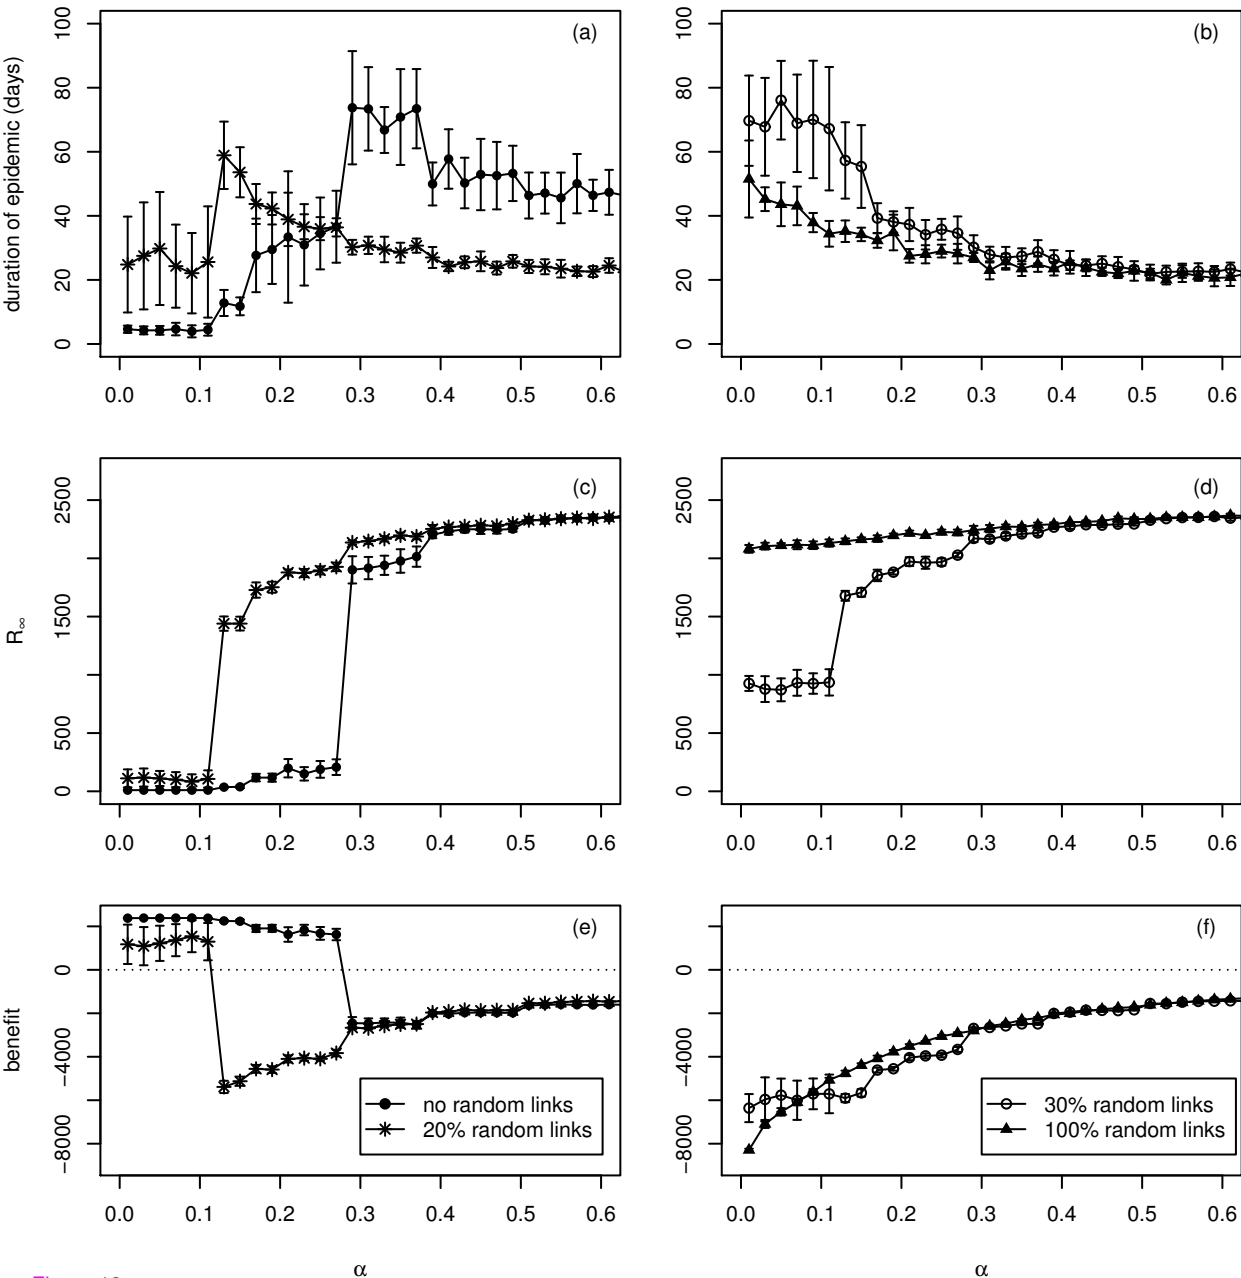 (a)
duration of epidemic (days)
100
80
60
40
20
0
0.0 0.1 0.2 0.3 0.4 0.5 0.6
(b)
100
80
60
40
20
0
0.0 0.1 0.2 0.3 0.4 0.5 0.6
(c)
R∞
2500
1500
500
0
0.0 0.1 0.2 0.3 0.4 0.5 0.6
(d)
2500
1500
500
0
0.0 0.1 0.2 0.3 0.4 0.5 0.6
(e)
benefit
0
−4000
−8000
no random links
20% random links
0.0 0.1 0.2 0.3 0.4 0.5 0.6
α
(f)
0
−4000
−8000
30% random links
100% random links
0.0 0.1 0.2 0.3 0.4 0.5 0.6
α